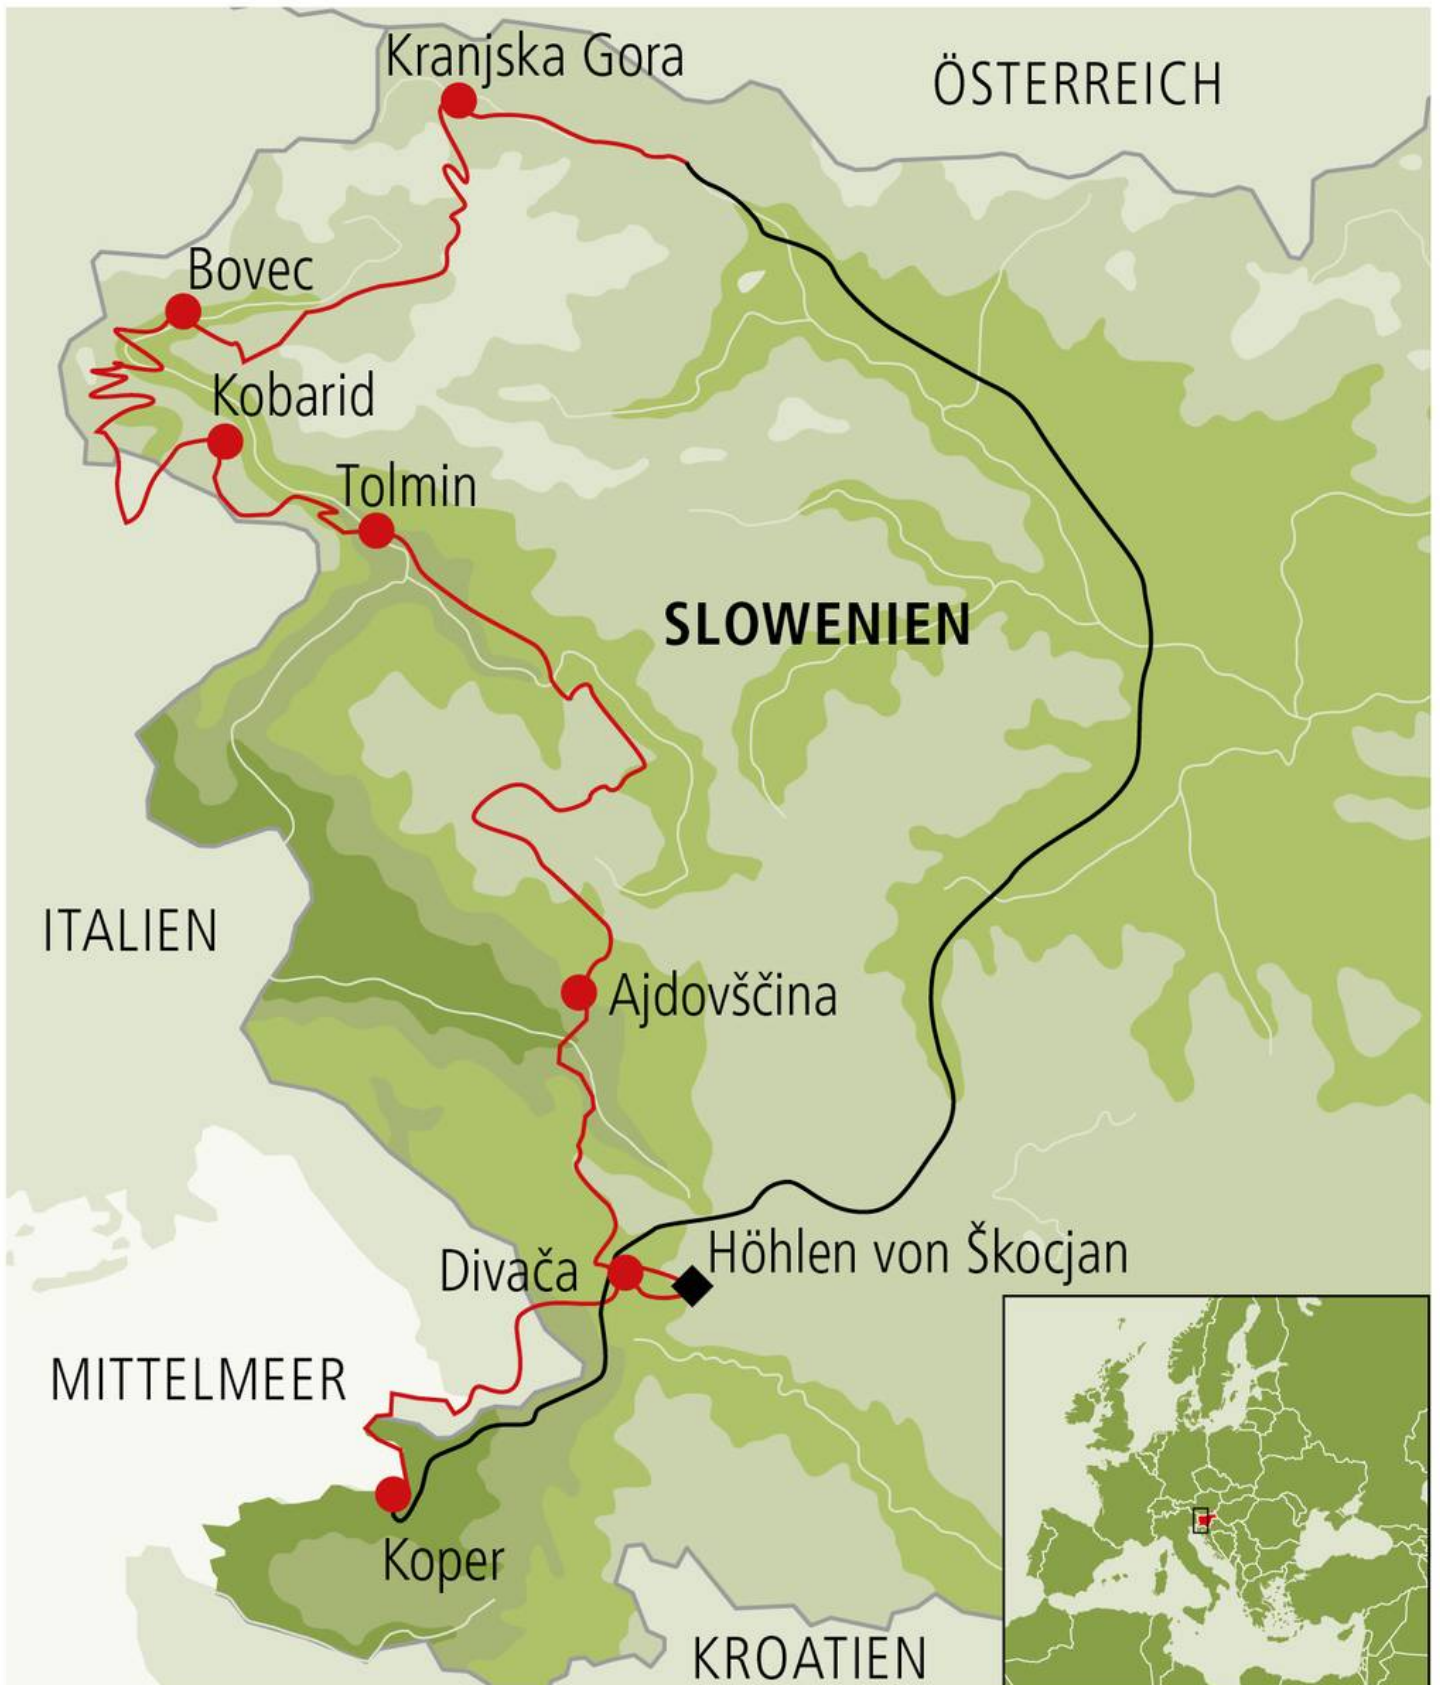 Kranjska Gora
ÖSTERREICH
Bovec
Kobarid
Tolmin
SLOWENIEN
ITALIEN
Ajdovščina
Höhlen von Škocjan
Divača
MITTELMEER
Koper
KROATIEN